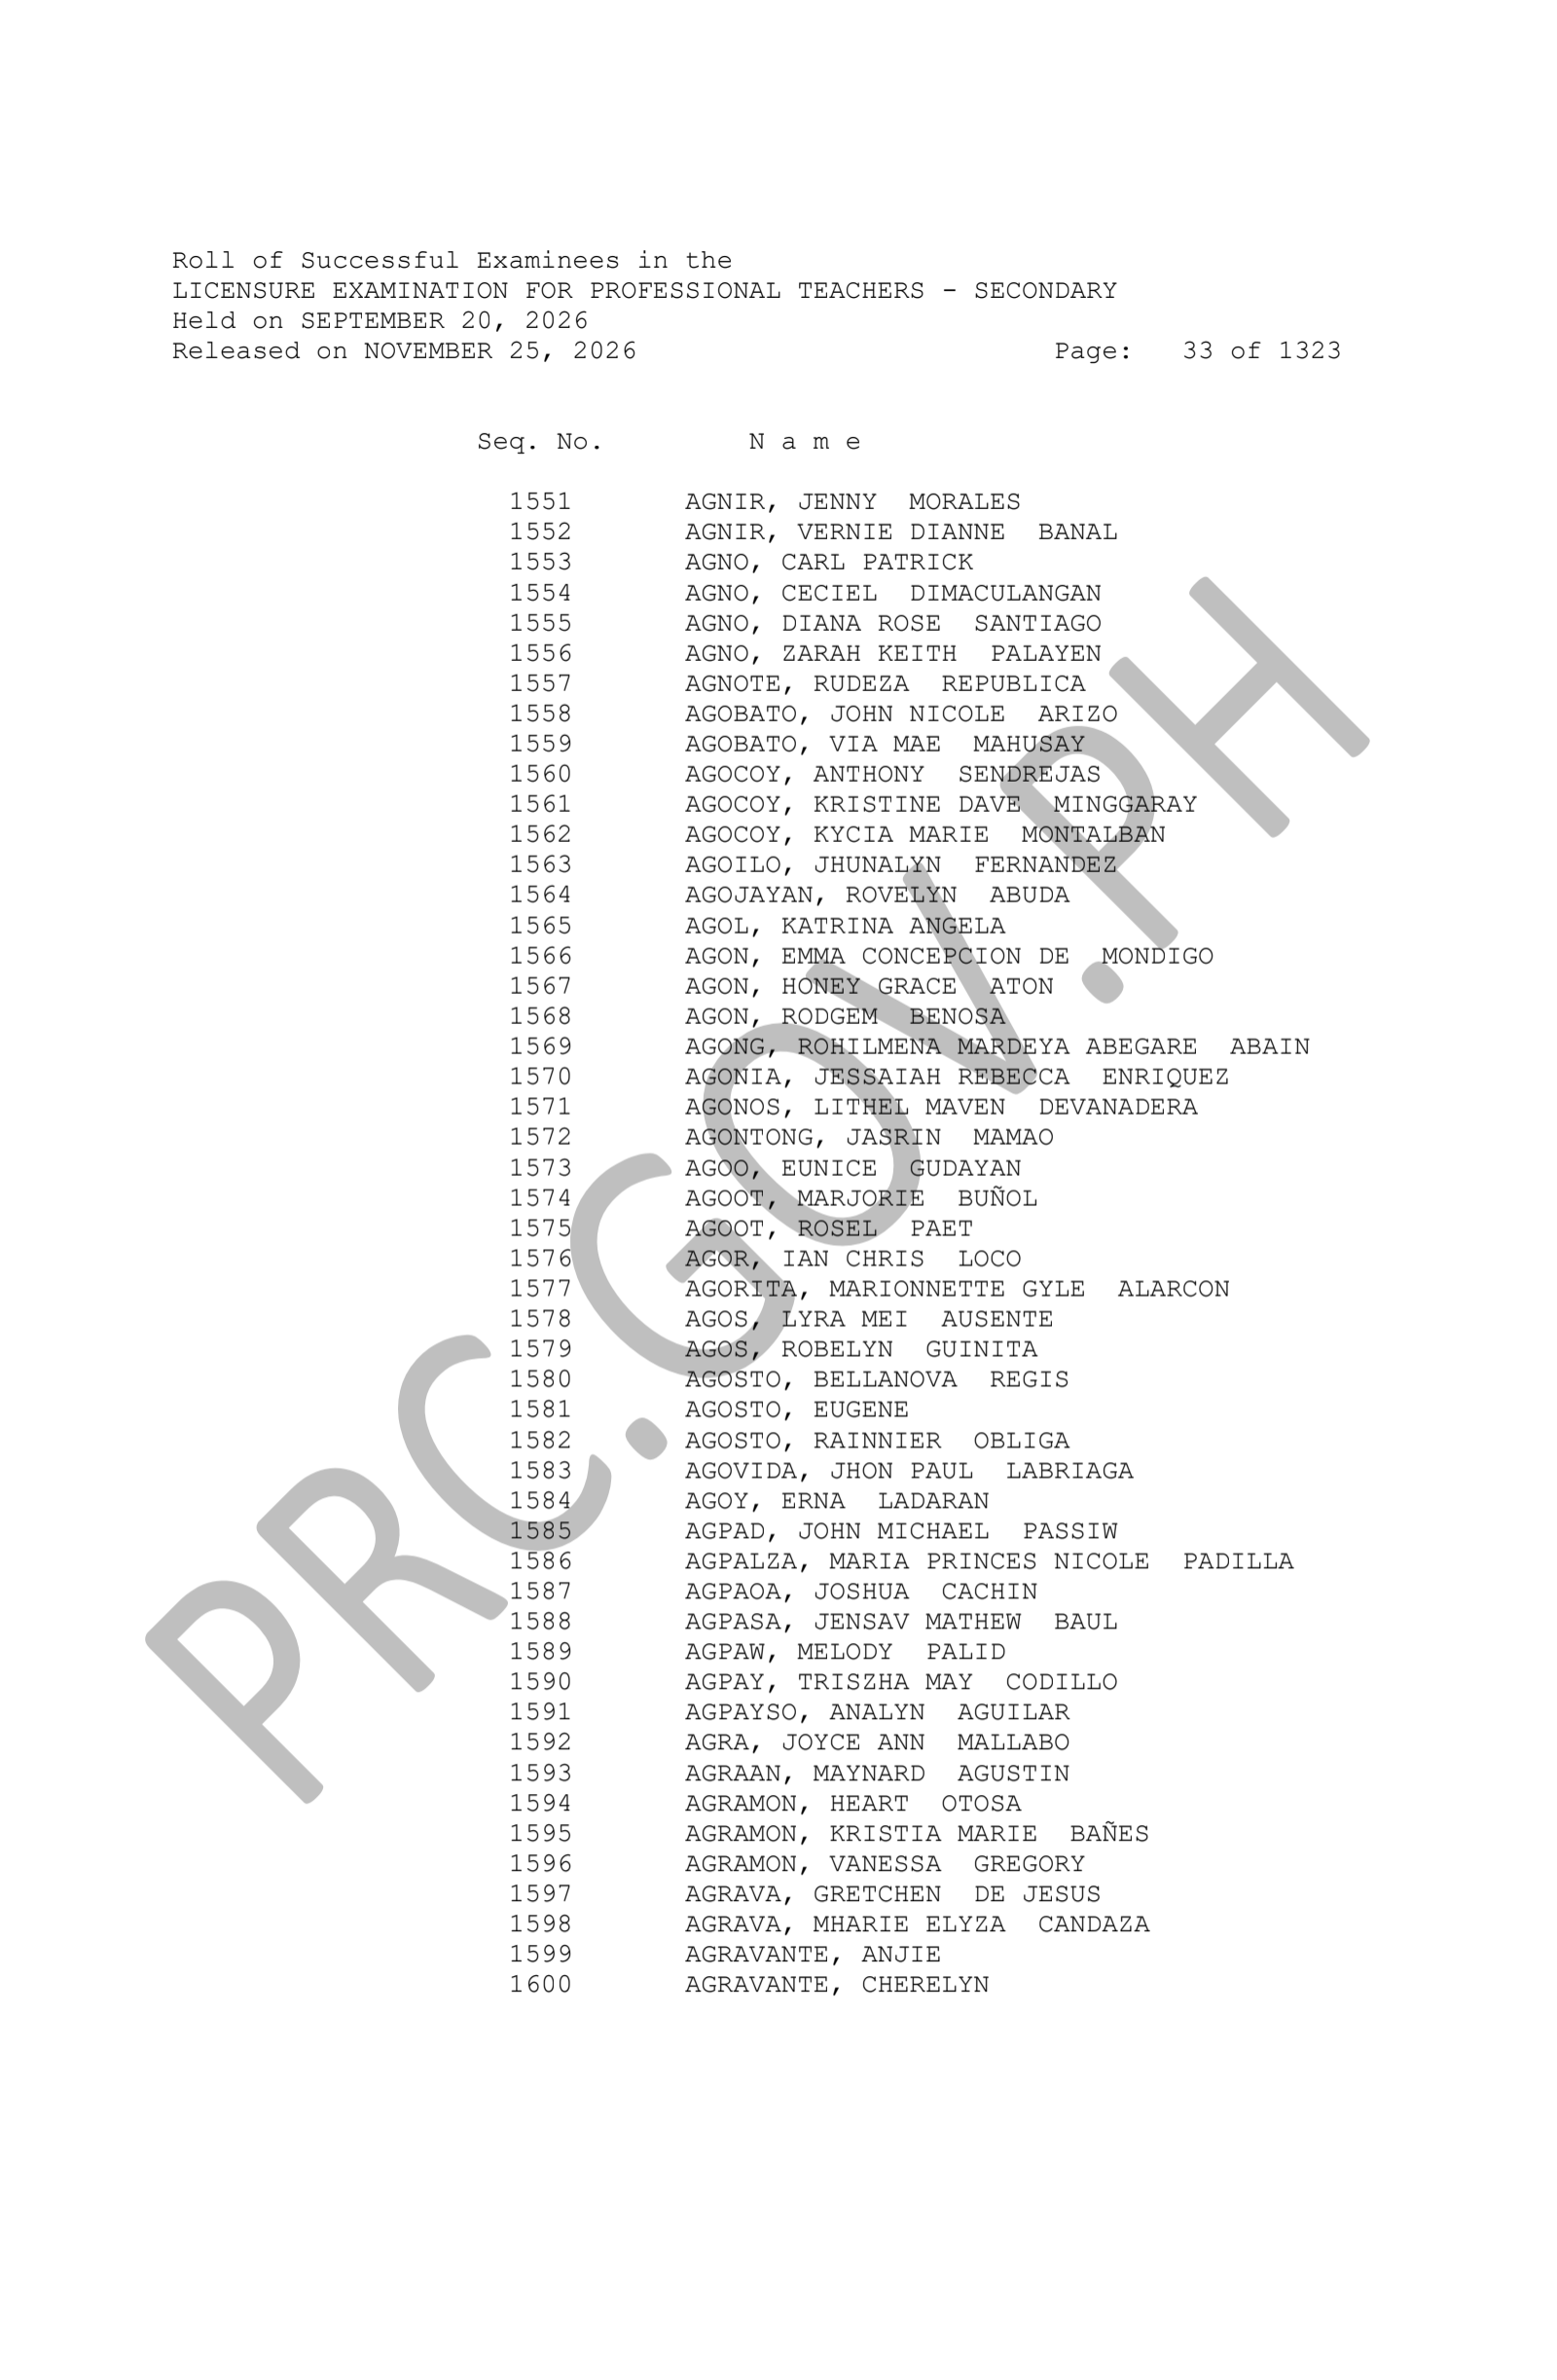 Roll of Successful Examinees in the
LICENSURE EXAMINATION FOR PROFESSIONAL TEACHERS - SECONDARY
Held on SEPTEMBER 20, 2026
Released on NOVEMBER 25, 2026 Page: 33 of 1323
Seq. No. N a m e
1551 AGNIR, JENNY MORALES
1552 AGNIR, VERNIE DIANNE BANAL
1553 AGNO, CARL PATRICK
1554 AGNO, CECIEL DIMACULANGAN
1555 AGNO, DIANA ROSE SANTIAGO
1556 AGNO, ZARAH KEITH PALAYEN
1557 AGNOTE, RUDEZA REPUBLICA
1558 AGOBATO, JOHN NICOLE ARIZO
1559 AGOBATO, VIA MAE MAHUSAY
1560 AGOCOY, ANTHONY SENDREJAS
1561 AGOCOY, KRISTINE DAVE MINGGARAY
1562 AGOCOY, KYCIA MARIE MONTALBAN
1563 AGOILO, JHUNALYN FERNANDEZ
1564 AGOJAYAN, ROVELYN ABUDA
1565 AGOL, KATRINA ANGELA
1566 AGON, EMMA CONCEPCION DE MONDIGO
1567 AGON, HONEY GRACE ATON
1568 AGON, RODGEM BENOSA
1569 AGONG, ROHILMENA MARDEYA ABEGARE ABAIN
1570 AGONIA, JESSAIAH REBECCA ENRIQUEZ
1571 AGONOS, LITHEL MAVEN DEVANADERA
1572 AGONTONG, JASRIN MAMAO
1573 AGOO, EUNICE GUDAYAN
1574 AGOOT, MARJORIE BUÑOL
1575 AGOOT, ROSEL PAET
1576 AGOR, IAN CHRIS LOCO
1577 AGORITA, MARIONNETTE GYLE ALARCON
1578 AGOS, LYRA MEI AUSENTE
1579 AGOS, ROBELYN GUINITA
1580 AGOSTO, BELLANOVA REGIS
1581 AGOSTO, EUGENE
1582 AGOSTO, RAINNIER OBLIGA
1583 AGOVIDA, JHON PAUL LABRIAGA
1584 AGOY, ERNA LADARAN
1585 AGPAD, JOHN MICHAEL PASSIW
1586 AGPALZA, MARIA PRINCES NICOLE PADILLA
1587 AGPAOA, JOSHUA CACHIN
1588 AGPASA, JENSAV MATHEW BAUL
1589 AGPAW, MELODY PALID
1590 AGPAY, TRISZHA MAY CODILLO
1591 AGPAYSO, ANALYN AGUILAR
1592 AGRA, JOYCE ANN MALLABO
1593 AGRAAN, MAYNARD AGUSTIN
1594 AGRAMON, HEART OTOSA
1595 AGRAMON, KRISTIA MARIE BAÑES
1596 AGRAMON, VANESSA GREGORY
1597 AGRAVA, GRETCHEN DE JESUS
1598 AGRAVA, MHARIE ELYZA CANDAZA
1599 AGRAVANTE, ANJIE
1600 AGRAVANTE, CHERELYN
PRC.GOV.PH